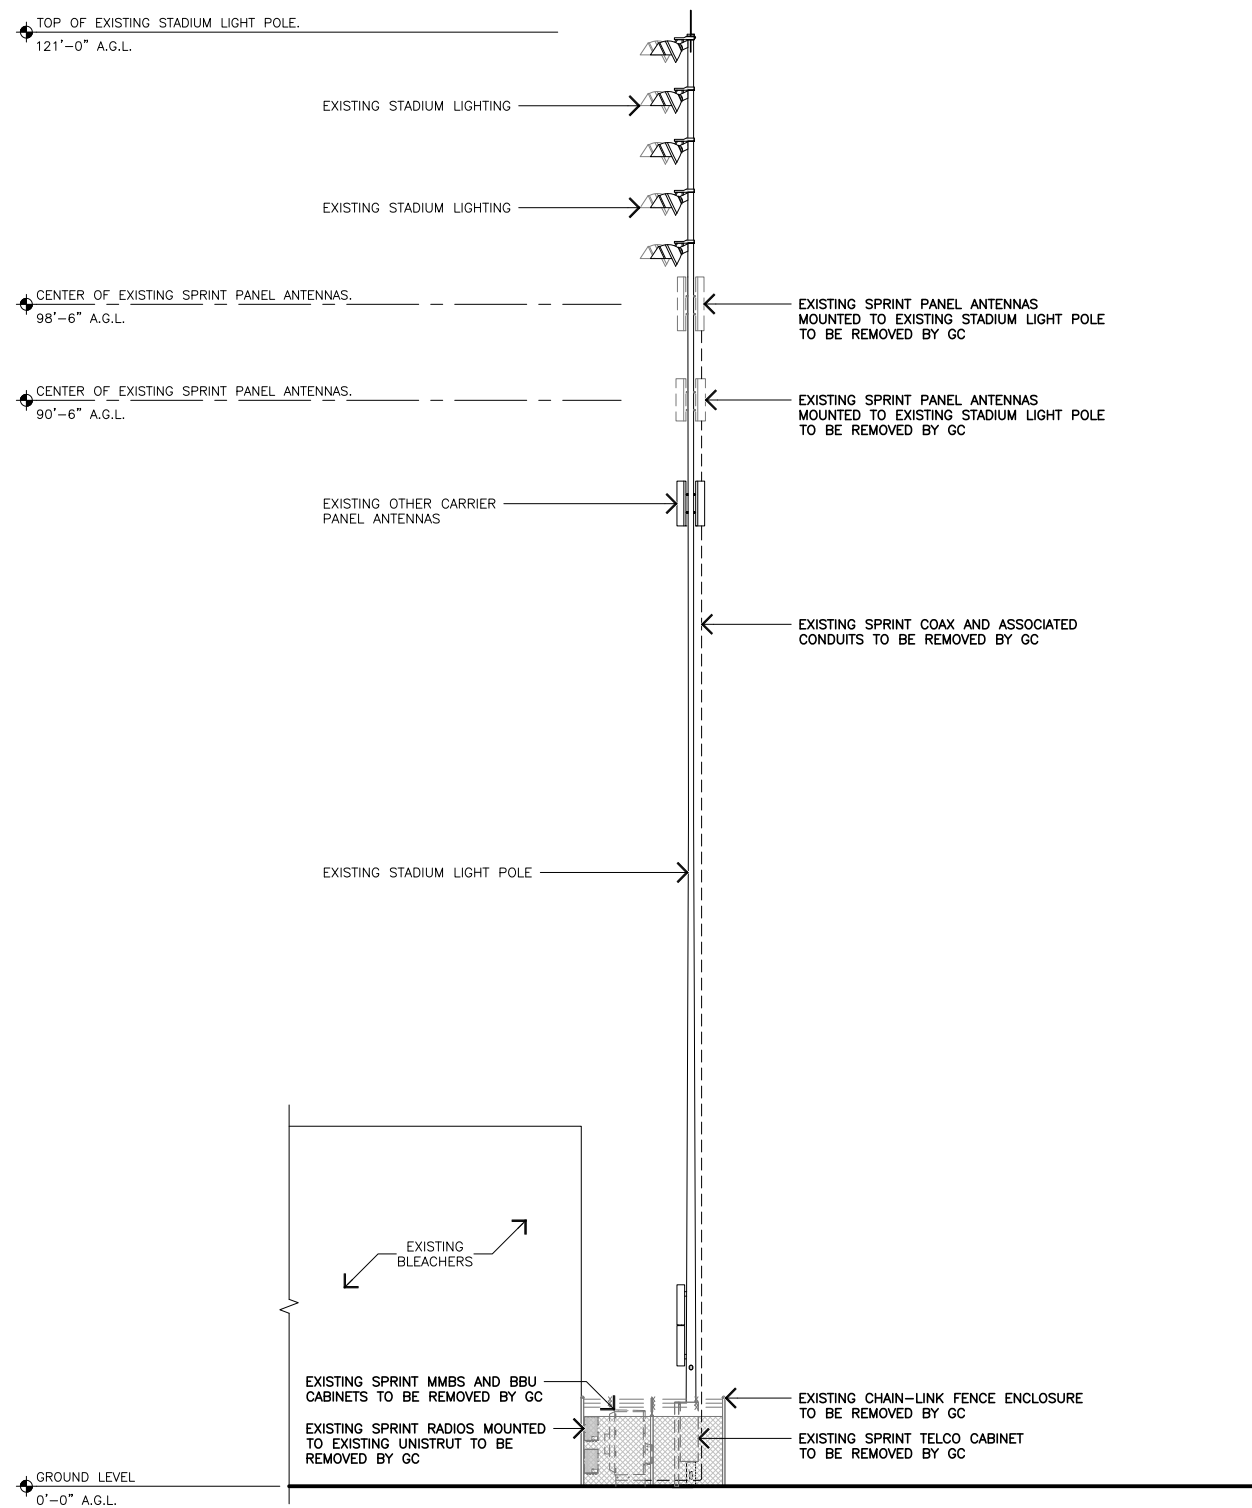 TOP OF EXISTING STADIUM LIGHT POLE.
121'-0" A.G.L.
EXISTING STADIUM LIGHTING
EXISTING STADIUM LIGHTING
CENTER OF EXISTING SPRINT PANEL ANTENNAS.
98'-6" A.G.L.
EXISTING SPRINT PANEL ANTENNAS
MOUNTED TO EXISTING STADIUM LIGHT POLE
TO BE REMOVED BY GC
CENTER OF EXISTING SPRINT PANEL ANTENNAS.
90'-6" A.G.L.
EXISTING SPRINT PANEL ANTENNAS
MOUNTED TO EXISTING STADIUM LIGHT POLE
TO BE REMOVED BY GC
EXISTING OTHER CARRIER
PANEL ANTENNAS
EXISTING SPRINT COAX AND ASSOCIATED
CONDUITS TO BE REMOVED BY GC
EXISTING STADIUM LIGHT POLE
EXISTING
BLEACHERS
EXISTING SPRINT MMBS AND BBU
CABINETS TO BE REMOVED BY GC
EXISTING CHAIN-LINK FENCE ENCLOSURE
TO BE REMOVED BY GC
EXISTING SPRINT RADIOS MOUNTED
TO EXISTING UNISTRUT TO BE
REMOVED BY GC
EXISTING SPRINT TELCO CABINET
TO BE REMOVED BY GC
GROUND LEVEL
0'-0" A.G.L.